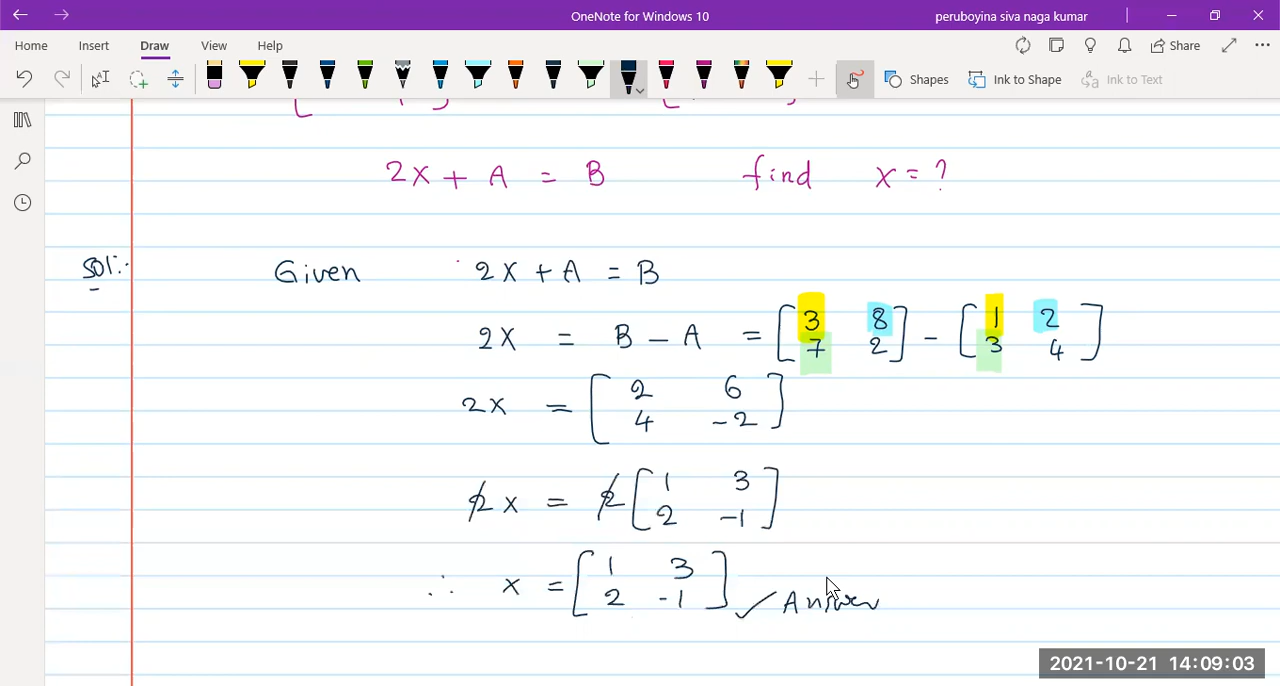 OneNote for Windows 10
peruboyina siva naga kumar
Home Insert Draw View Help
Share
Shapes Ink to Shape Ink to Text
2X + A = B find x = ?
Sol:- Given 2X + A = B
2X = B - A = [3 8 - [1 2
7 2] 3 4]
2X = [2 6
4 -2]
2x = 2[1 3
2 -1]
∴ x = [1 3
2 -1] ✓ Answer
2021-10-21 14:09:03